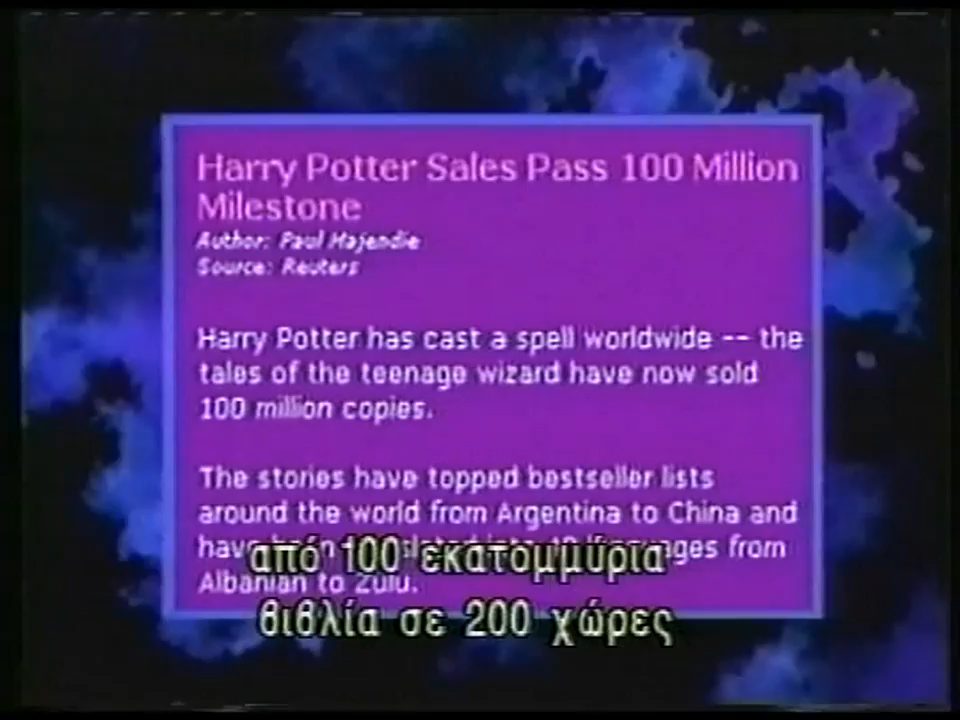 Harry Potter Sales Pass 100 Million
Milestone
Author: Paul Majendie
Source: Reuters
Harry Potter has cast a spell worldwide -- the
tales of the teenage wizard have now sold
100 million copies.
The stories have topped bestseller lists
around the world from Argentina to China and
have from
Albanian to Zulu.
από 100 εκατομμύρια
βιβλία σε 200 χώρες